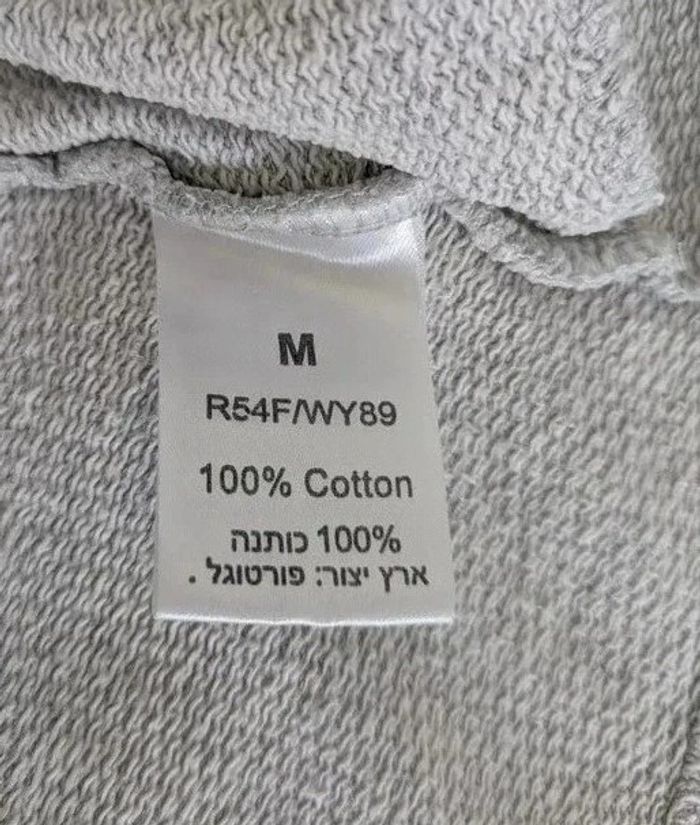 M
R54F/WY89
100% Cotton
100% כותנה
ארץ יצור: פורטוגל .